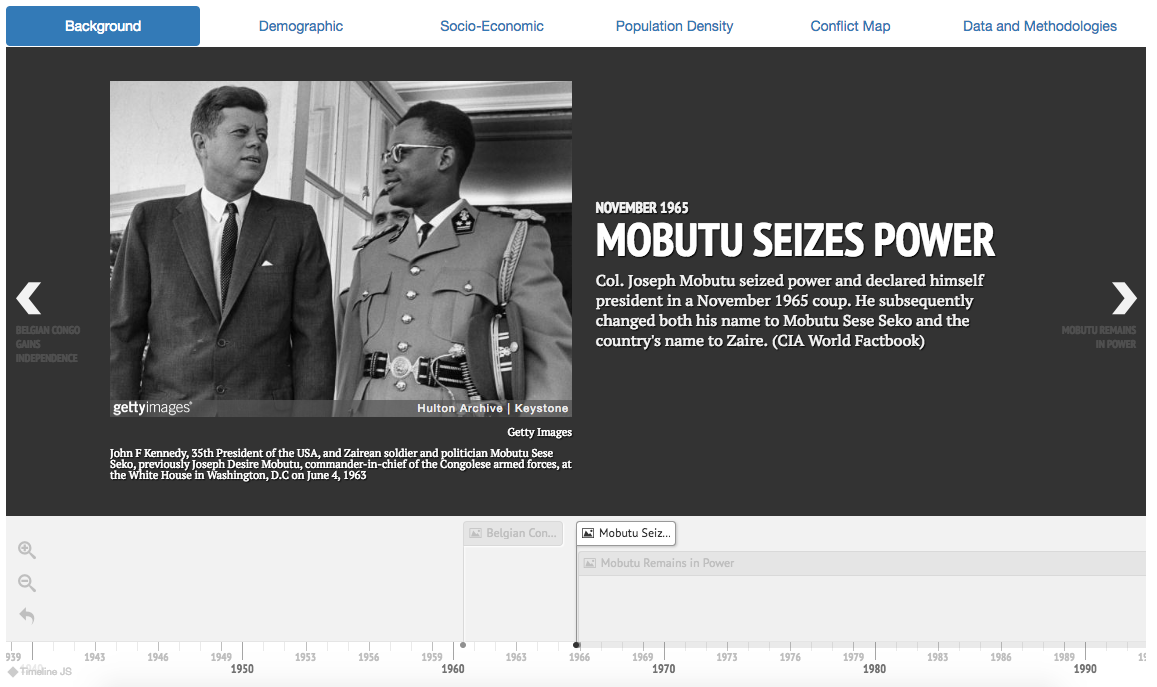 Background
Demographic
Socio-Economic
Population Density
Conflict Map
Data and Methodologies
gettyimages®
Hulton Archive | Keystone
Getty Images
John F Kennedy, 35th President of the USA, and Zairean soldier and politician Mobutu Sese
Seko, previously Joseph Desire Mobutu, commander-in-chief of the Congolese armed forces, at
the White House in Washington, D.C on June 4, 1963
NOVEMBER 1965
MOBUTU SEIZES POWER
Col. Joseph Mobutu seized power and declared himself
president in a November 1965 coup. He subsequently
changed both his name to Mobutu Sese Seko and the
country's name to Zaire. (CIA World Factbook)
BELGIAN CONGO
GAINS
INDEPENDENCE
MOBUTU REMAINS
IN POWER
Belgian Con...
Mobutu Seiz...
Mobutu Remains in Power
939 1943 1946 1949 1953 1956 1959 1963 1966 1969 1973 1976 1979 1983 1986 1989
1940 1950 1960 1970 1980 1990
Timeline JS